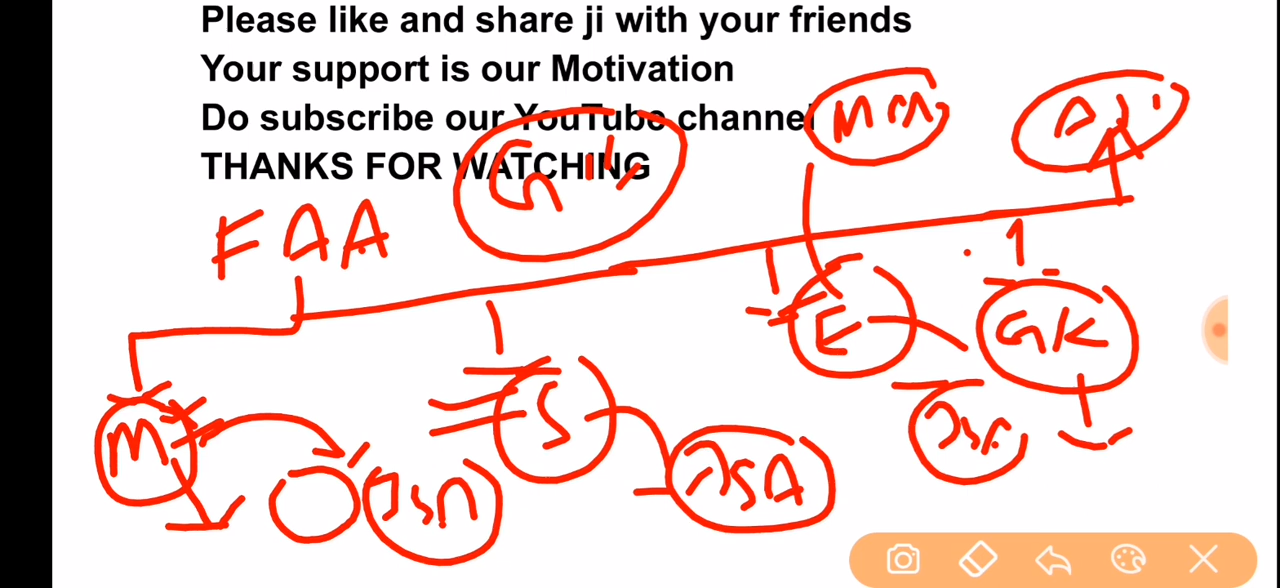 Please like and share ji with your friends
Your support is our Motivation
Do subscribe our YouTube channel
THANKS FOR WATCHING
FAA
M
S
JSA
E
GK